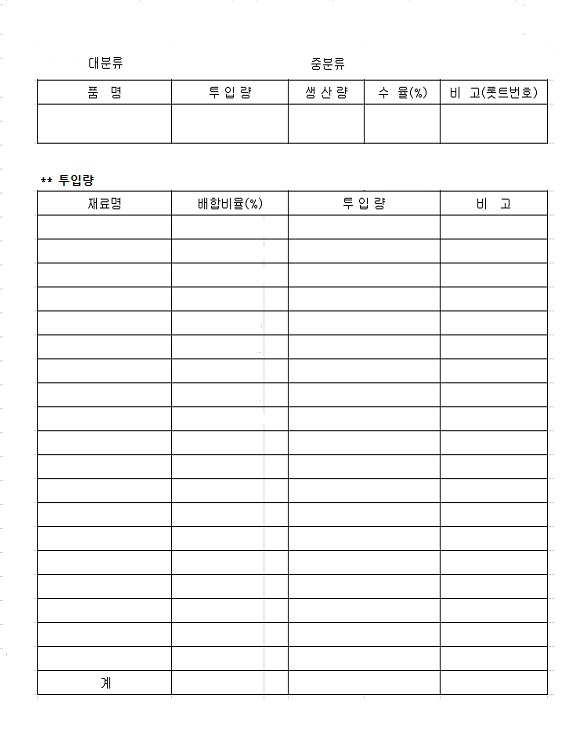 대분류 중분류
품 명 투 입 량 생 산 량 수 율(%) 비 고(롯트번호)
** 투입량
재료명 배합비율(%) 투 입 량 비 고
계